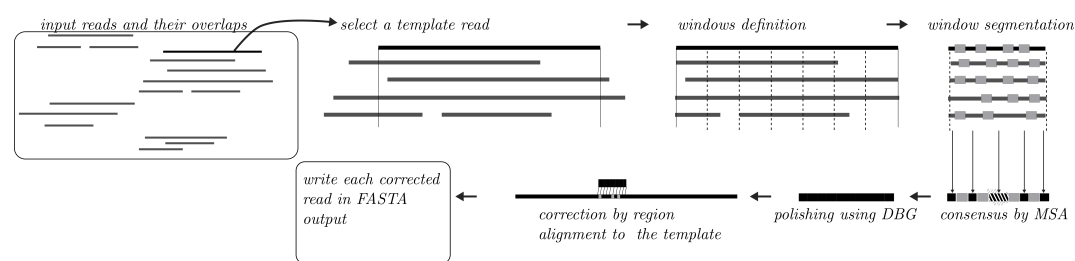 input reads and their overlaps
select a template read
windows definition
window segmentation
write each corrected
read in FASTA
output
correction by region
alignment to the template
polishing using DBG
consensus by MSA